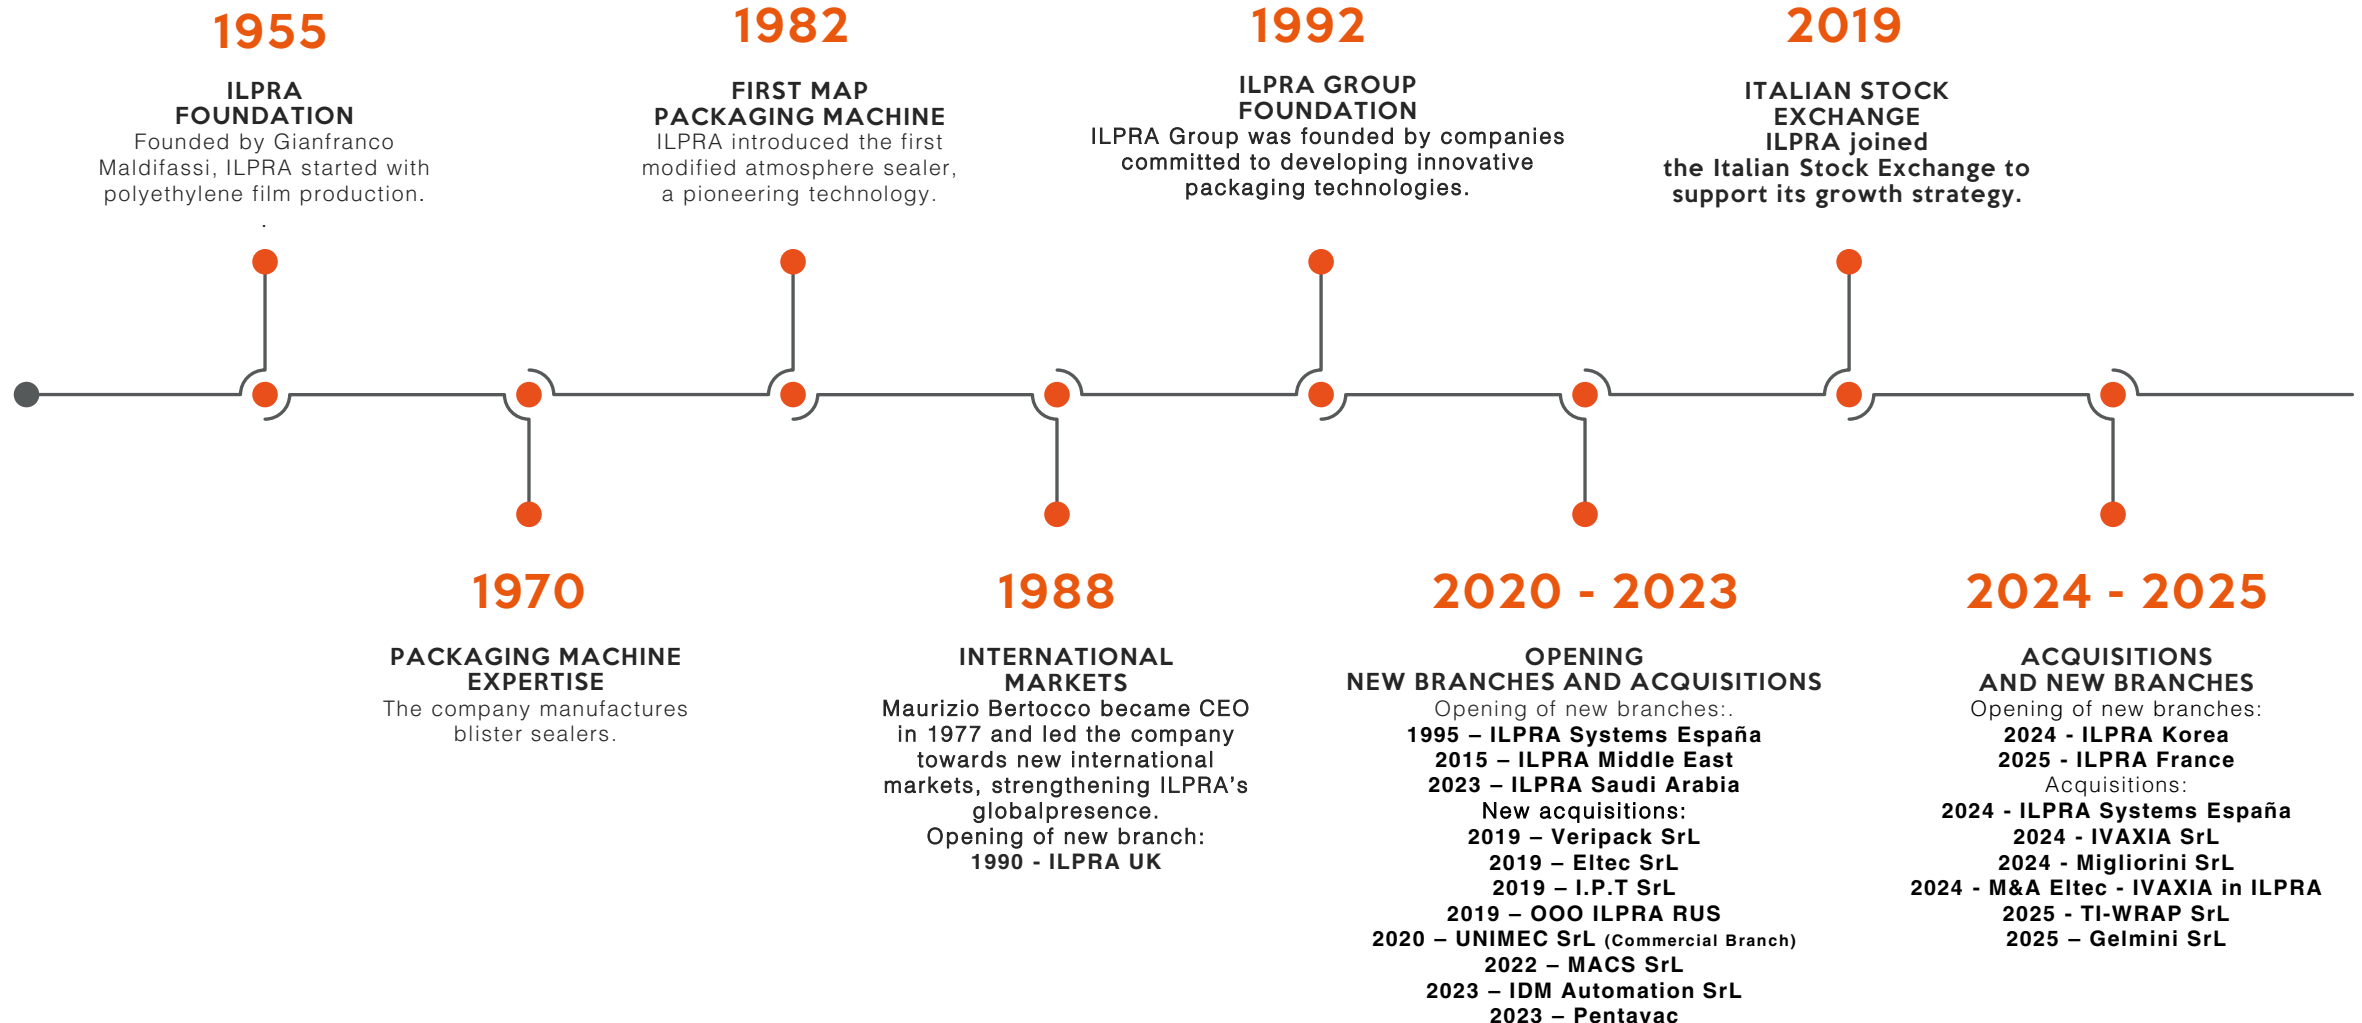 1955
ILPRA
FOUNDATION
Founded by Gianfranco
Maldifassi, ILPRA started with
polyethylene film production.
.
1982
FIRST MAP
PACKAGING MACHINE
ILPRA introduced the first
modified atmosphere sealer,
a pioneering technology.
1992
ILPRA GROUP
FOUNDATION
ILPRA Group was founded by companies
committed to developing innovative
packaging technologies.
2019
ITALIAN STOCK
EXCHANGE
ILPRA joined
the Italian Stock Exchange to
support its growth strategy.
1970
PACKAGING MACHINE
EXPERTISE
The company manufactures
blister sealers.
1988
INTERNATIONAL
MARKETS
Maurizio Bertocco became CEO
in 1977 and led the company
towards new international
markets, strengthening ILPRA's
globalpresence.
Opening of new branch:
1990 - ILPRA UK
2020 - 2023
OPENING
NEW BRANCHES AND ACQUISITIONS
Opening of new branches:.
1995 – ILPRA Systems España
2015 – ILPRA Middle East
2023 – ILPRA Saudi Arabia
New acquisitions:
2019 – Veripack SrL
2019 – Eltec SrL
2019 – I.P.T SrL
2019 – OOO ILPRA RUS
2020 – UNIMEC SrL (Commercial Branch)
2022 – MACS SrL
2023 – IDM Automation SrL
2023 – Pentavac
2024 - 2025
ACQUISITIONS
AND NEW BRANCHES
Opening of new branches:
2024 - ILPRA Korea
2025 - ILPRA France
Acquisitions:
2024 - ILPRA Systems España
2024 - IVAXIA SrL
2024 - Migliorini SrL
2024 - M&A Eltec - IVAXIA in ILPRA
2025 - TI-WRAP SrL
2025 – Gelmini SrL